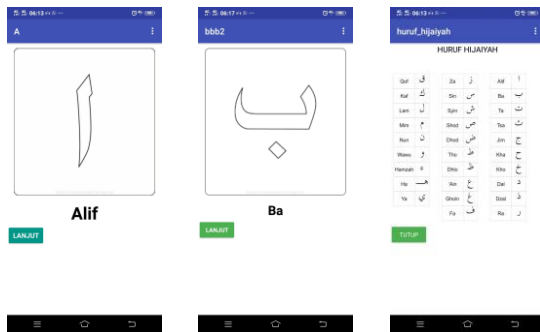 06:13
A
ا
Alif
LANJUT
06:17
bbb2
ب
Ba
LANJUT
06:13
huruf_hijaiyah
HURUF HIJAIYAH
Qof ق Za ز Alif ا
Kaf ك Sin س Ba ب
Lam ل Syin ش Ta ت
Mim م Shod ص Tsa ث
Nun ن Dhod ض Jim ج
Wawu و Tho ط Kha ح
Hamzah ء Dhlo ظ Kho خ
Ha هـ 'Ain ع Dal د
Ya ي Ghoin غ Dzal ذ
Fa ف Ra ر
TUTUP